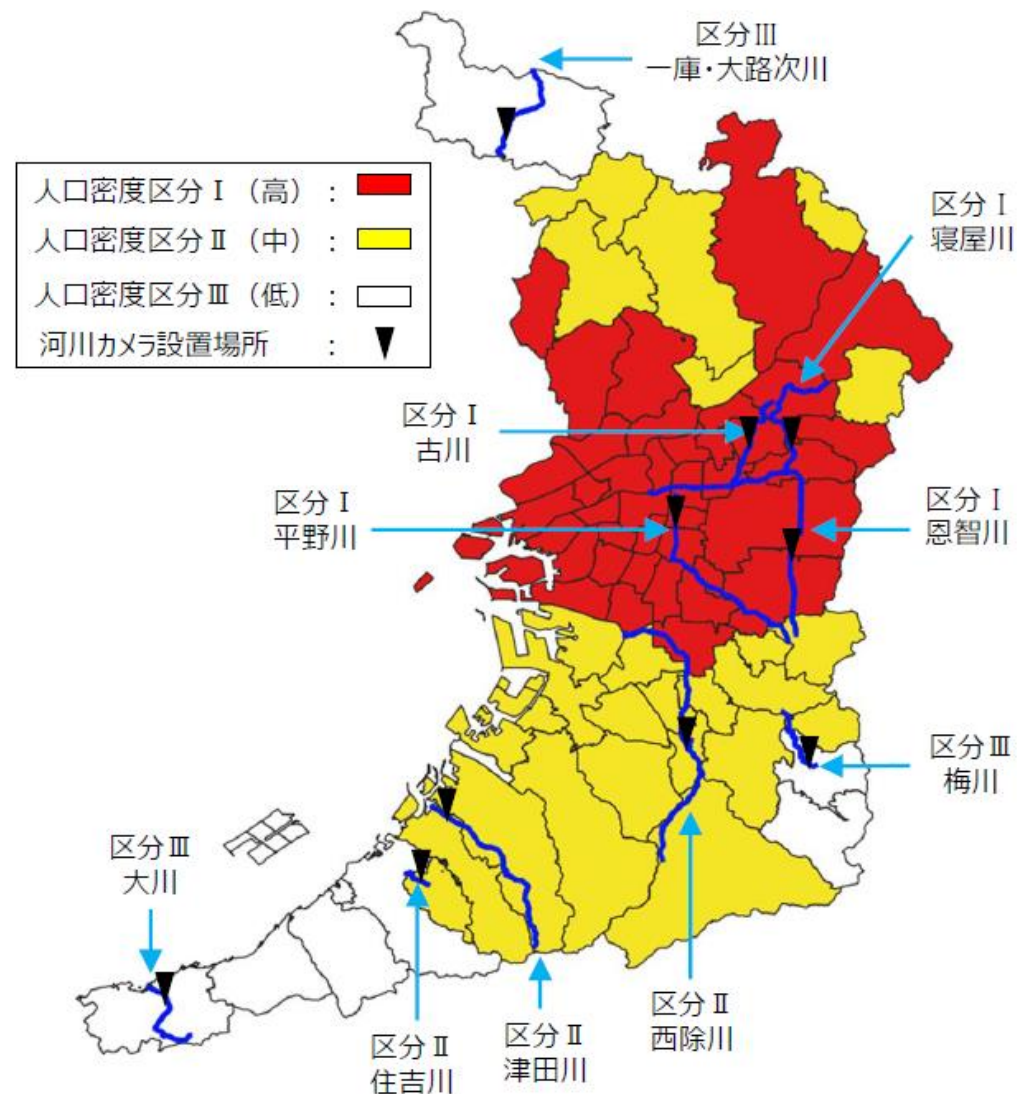 区分Ⅲ
一庫・大路次川
人口密度区分Ⅰ（高）：
人口密度区分Ⅱ（中）：
人口密度区分Ⅲ（低）：
河川カメラ設置場所 ：
区分Ⅰ
寝屋川
区分Ⅰ
古川
区分Ⅰ
平野川
区分Ⅰ
恩智川
区分Ⅲ
梅川
区分Ⅲ
大川
区分Ⅱ
住吉川
区分Ⅱ
津田川
区分Ⅱ
西除川